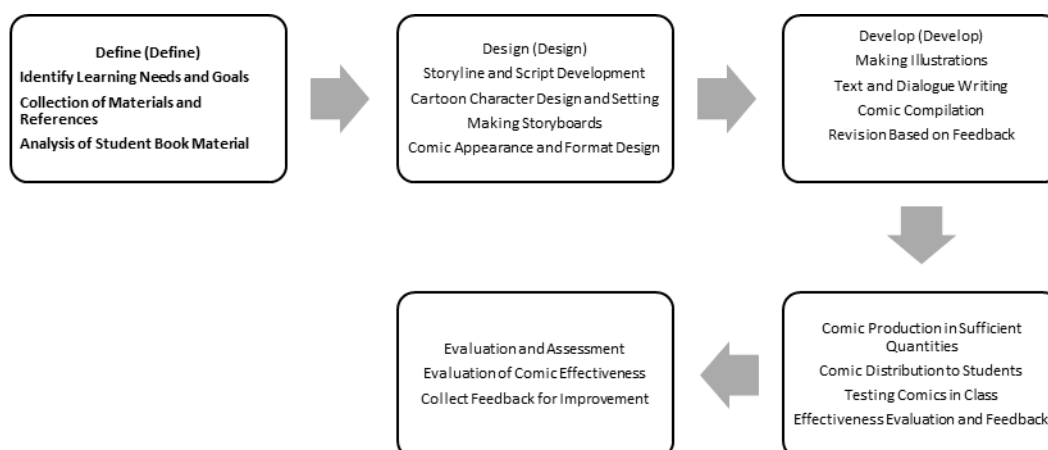 Define (Define)
Identify Learning Needs and Goals
Collection of Materials and
References
Analysis of Student Book Material
Design (Design)
Storyline and Script Development
Cartoon Character Design and Setting
Making Storyboards
Comic Appearance and Format Design
Develop (Develop)
Making Illustrations
Text and Dialogue Writing
Comic Compilation
Revision Based on Feedback
Comic Production in Sufficient
Quantities
Comic Distribution to Students
Testing Comics in Class
Effectiveness Evaluation and Feedback
Evaluation and Assessment
Evaluation of Comic Effectiveness
Collect Feedback for Improvement